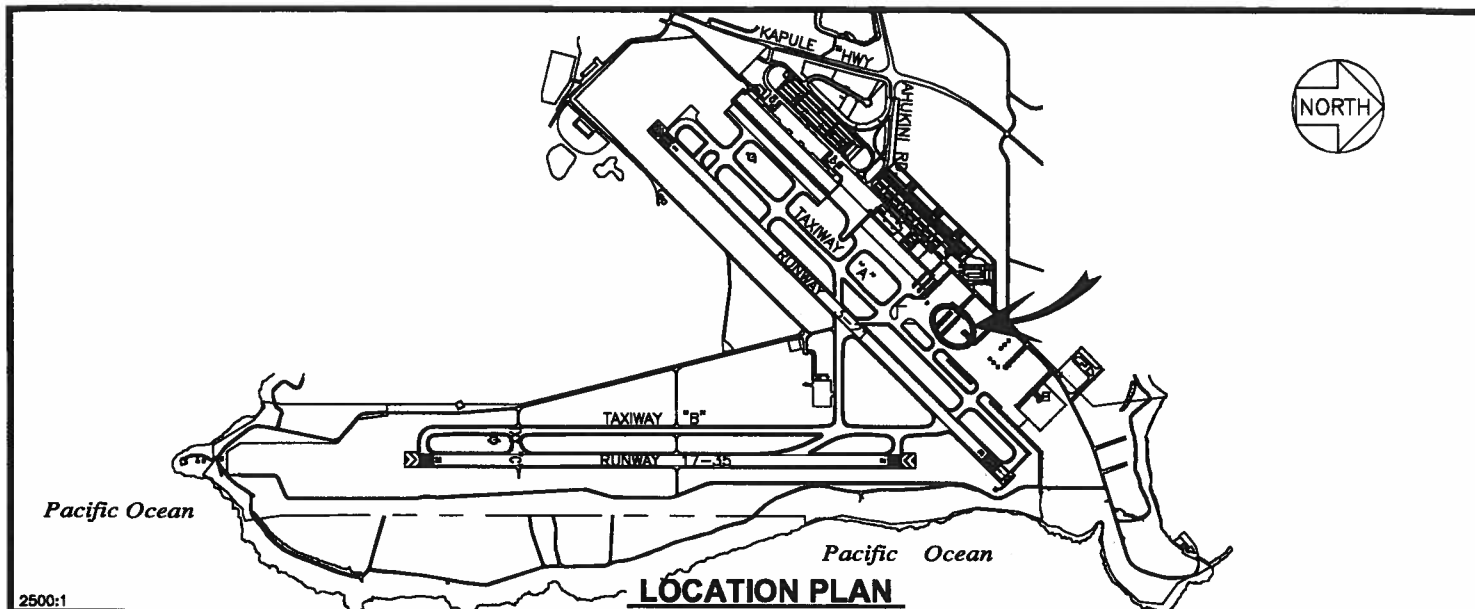 KAPULE HWY
AHUKINI RD
NORTH
TAXIWAY "A"
RUNWAY
TAXIWAY "B"
RUNWAY 17-35
Pacific Ocean
Pacific Ocean
LOCATION PLAN
2500:1